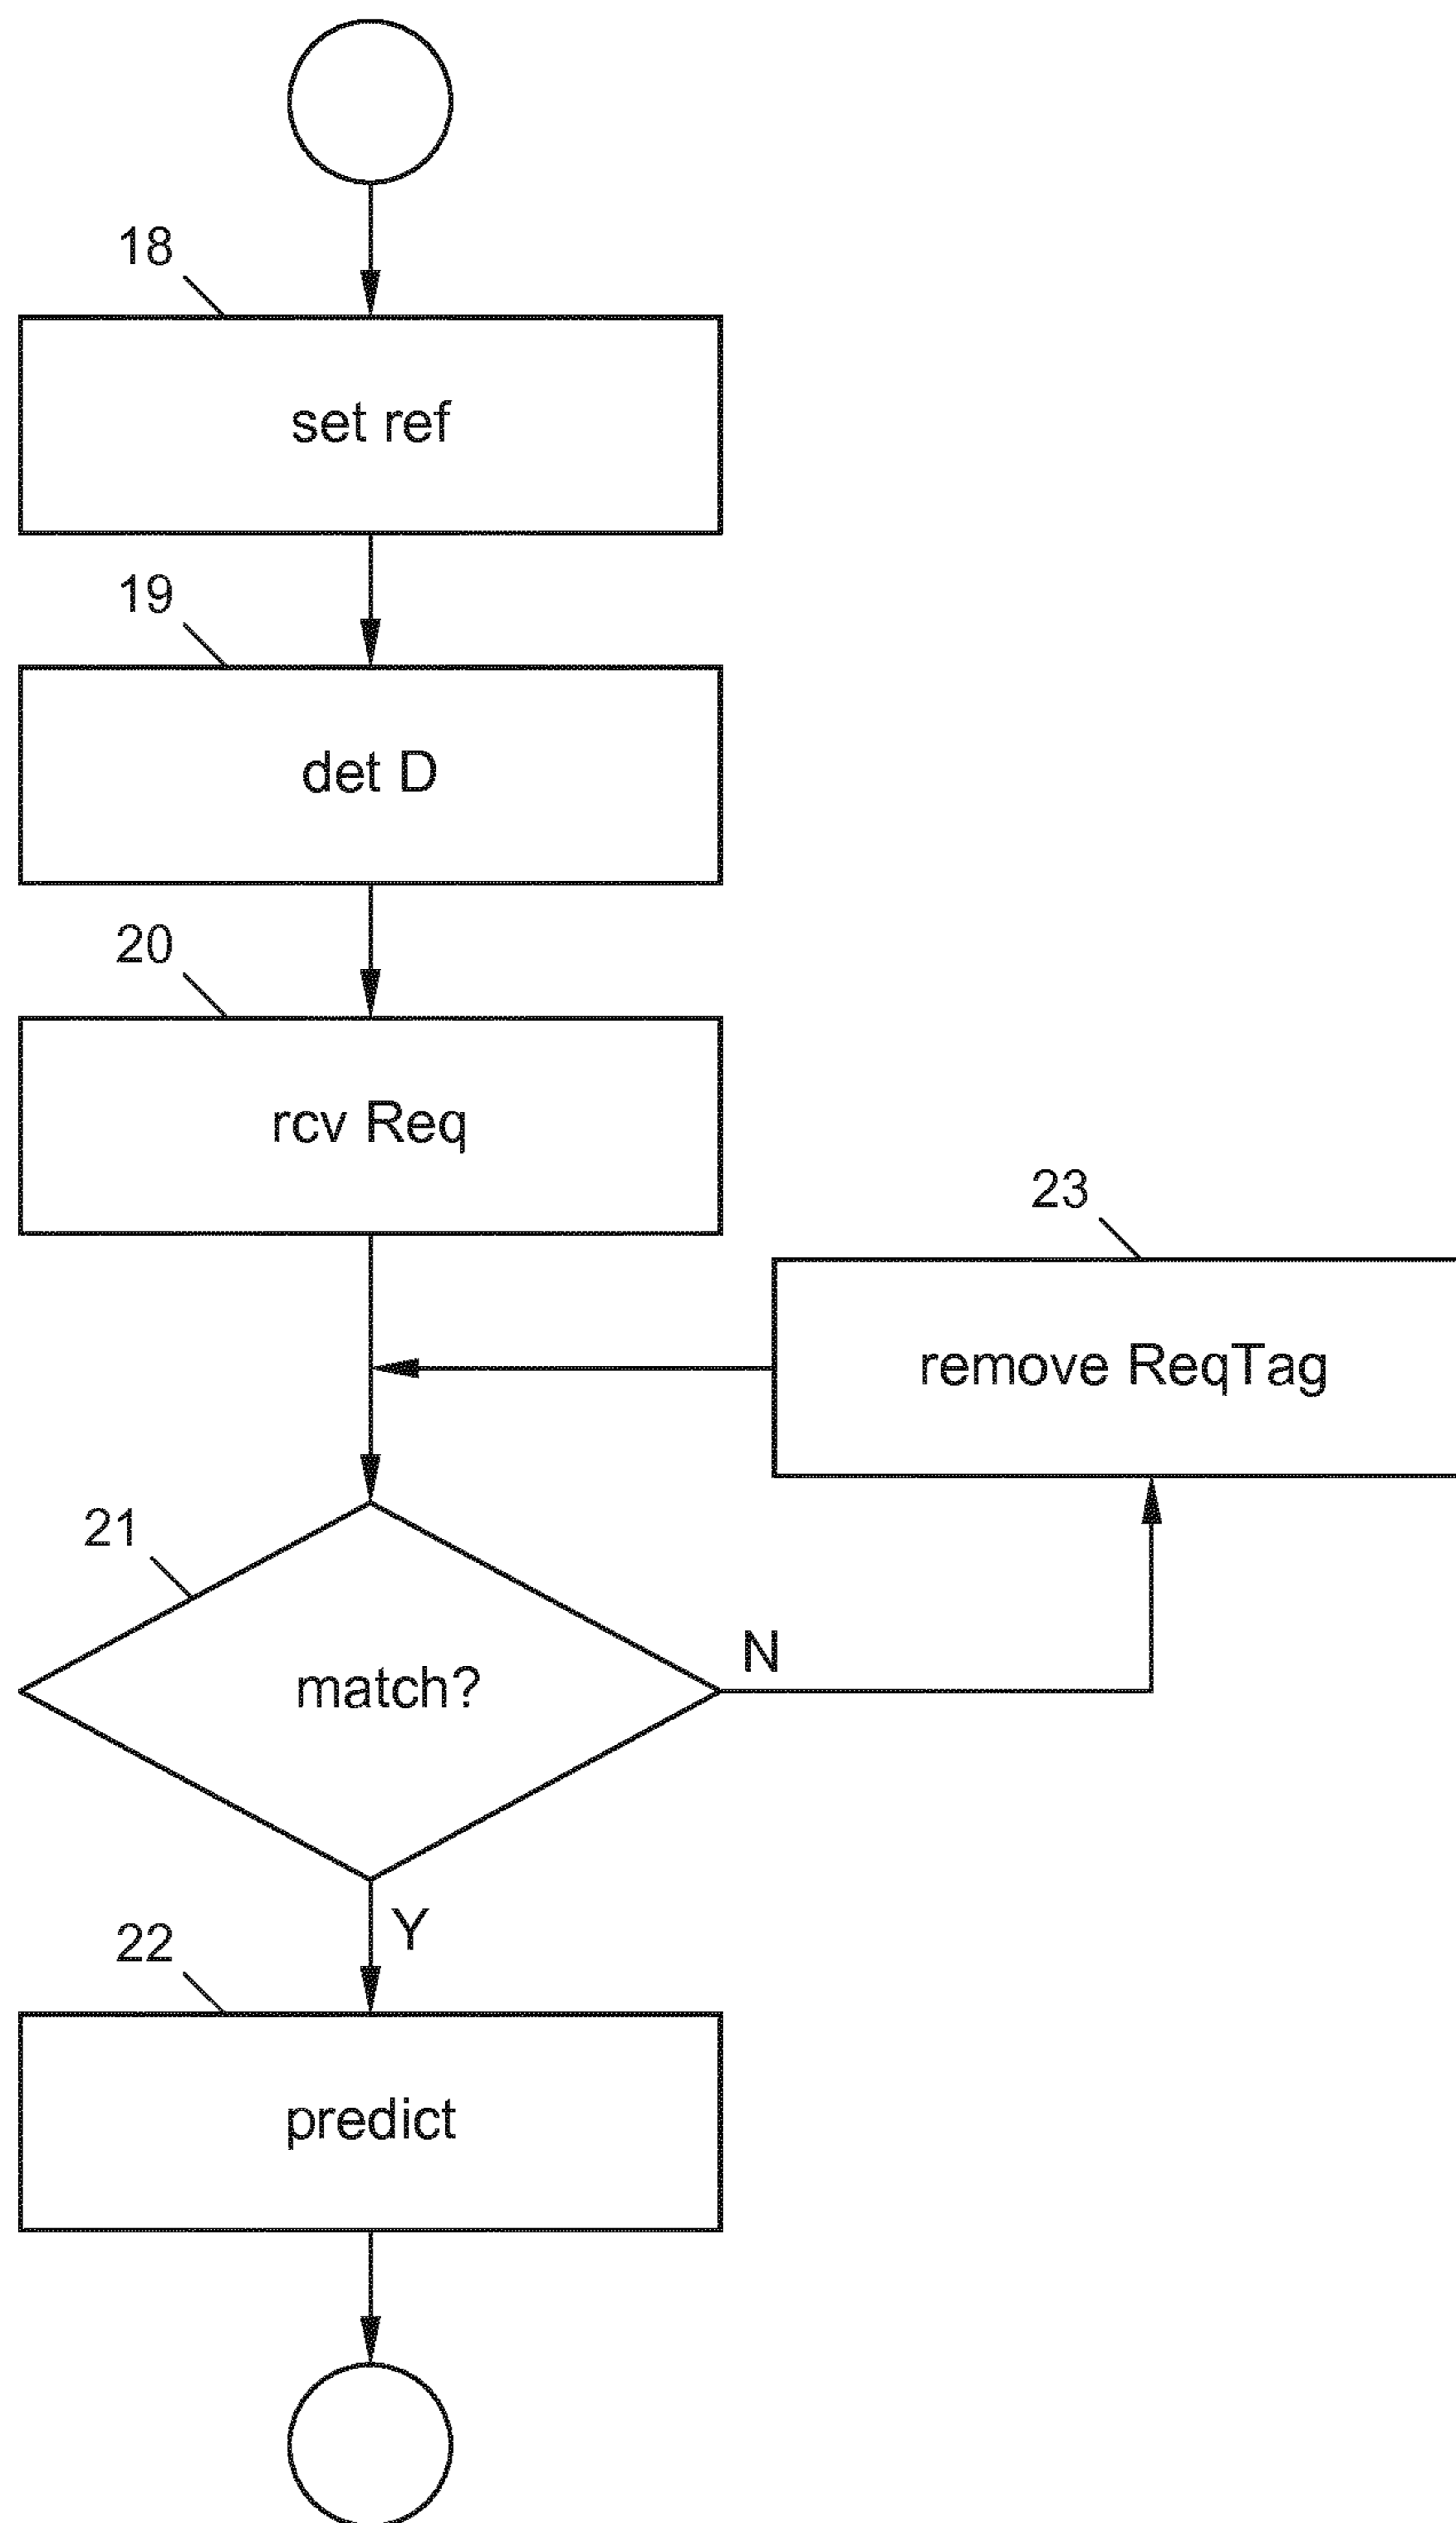 18
set ref
19
det D
20
rcv Req
23
remove ReqTag
21
match?
N
Y
22
predict